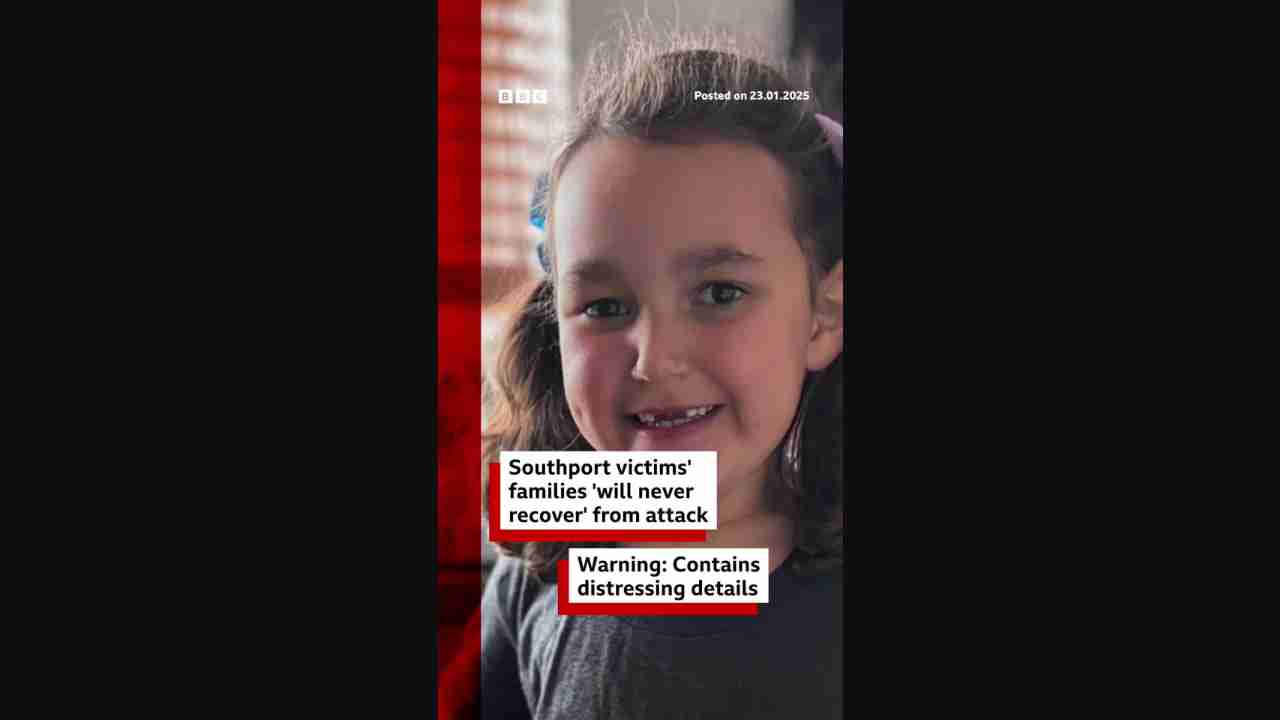 BBC
Posted on 23.01.2025
Southport victims'
families 'will never
recover' from attack
Warning: Contains
distressing details